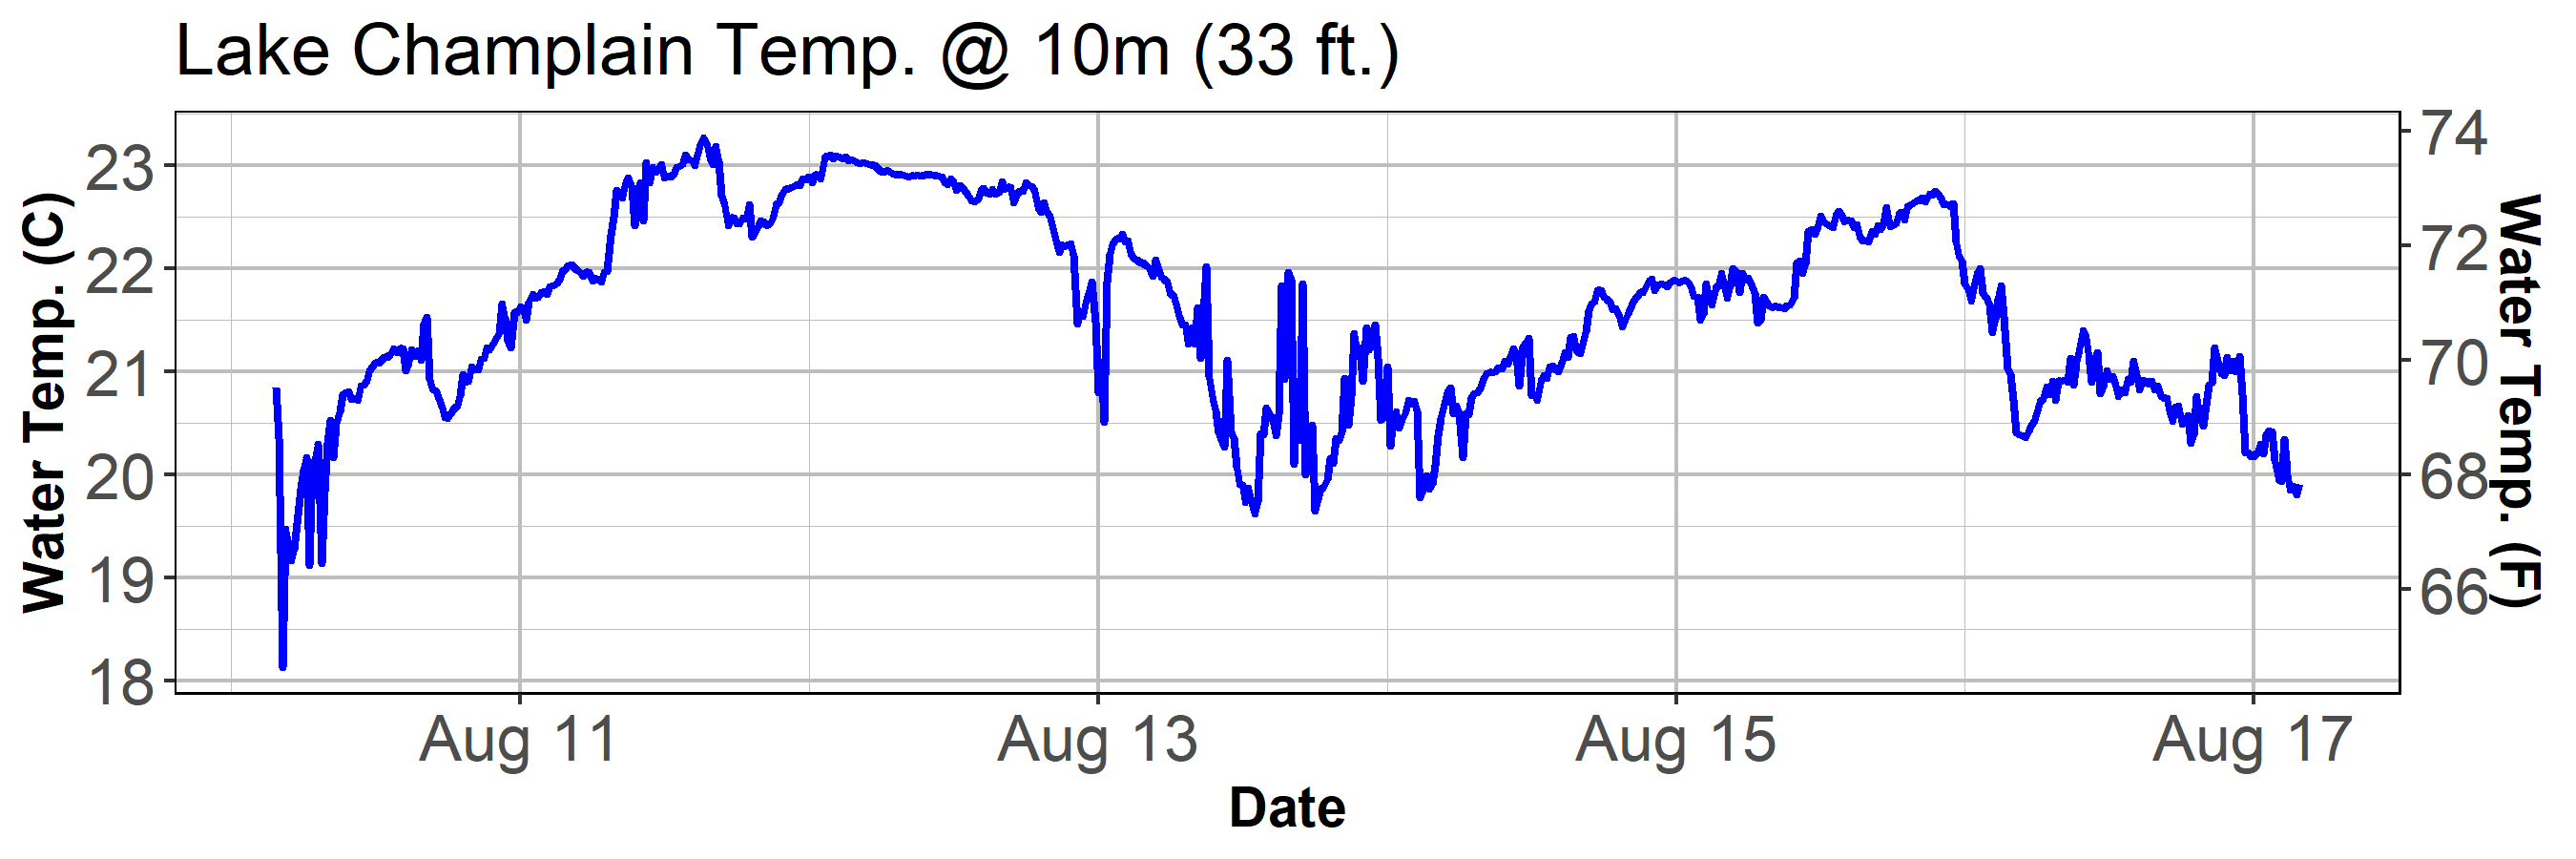 Lake Champlain Temp. @ 10m (33 ft.)
Water Temp. (C)
23
22
21
20
19
18
74
72
70
68
66
Water Temp. (F)
Aug 11 Aug 13 Aug 15 Aug 17
Date